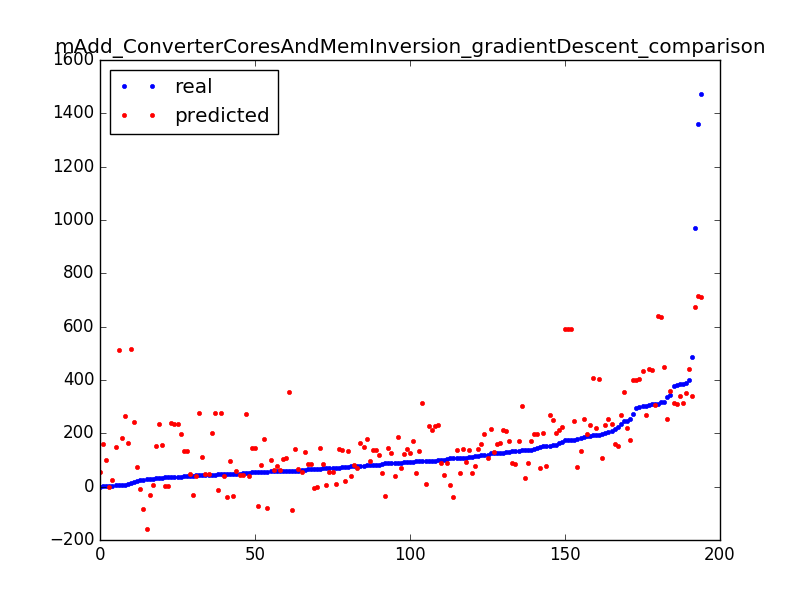 mAdd_ConverterCoresAndMemInversion_gradientDescent_comparison
1600
1400
1200
1000
800
600
400
200
0
−200
real
predicted
0 50 100 150 200